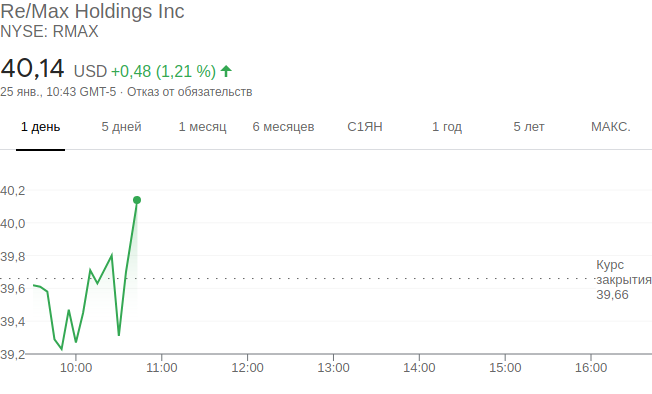 Re/Max Holdings Inc
NYSE: RMAX
40,14 USD +0,48 (1,21 %)
25 янв., 10:43 GMT-5 · Отказ от обязательств
1 день 5 дней 1 месяц 6 месяцев С1ЯН 1 год 5 лет МАКС.
40,2
40,0
39,8
39,6
39,4
39,2
Курс
закрытия
39,66
10:00 11:00 12:00 13:00 14:00 15:00 16:00